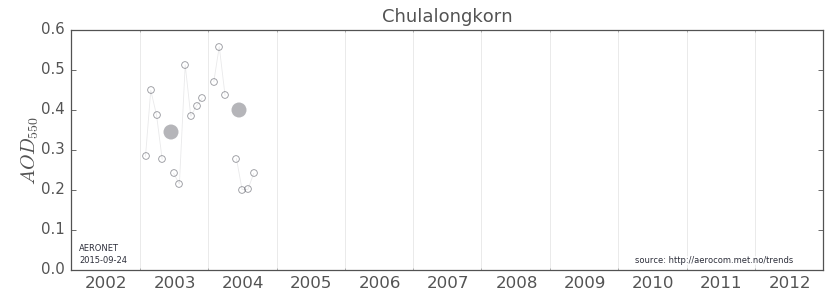 Chulalongkorn
0.6
0.5
0.4
0.3
0.2
0.1
0.0
AOD550
AERONET
2015-09-24
source: http://aerocom.met.no/trends
2002 2003 2004 2005 2006 2007 2008 2009 2010 2011 2012